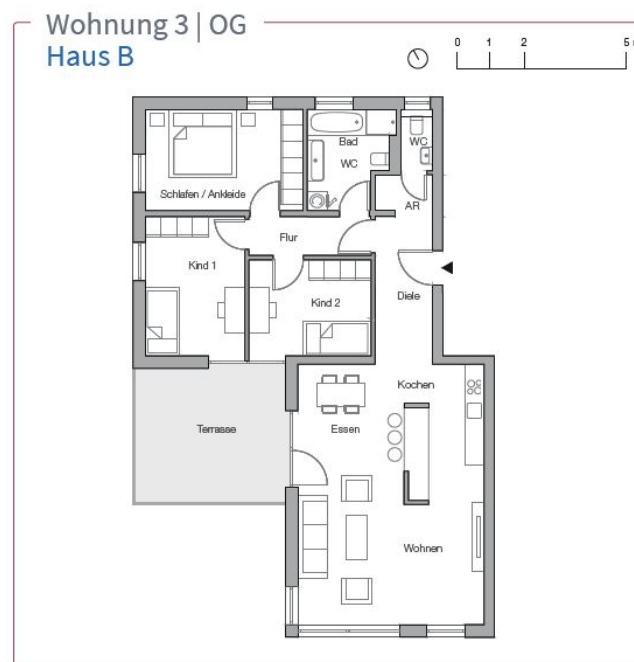 Wohnung 3 | OG
Haus B
0 1 2 5
Bad
WC
WC
Schlafen / Ankleide
AR
Flur
Kind 1
Kind 2
Diele
Kochen
Terrasse
Essen
Wohnen